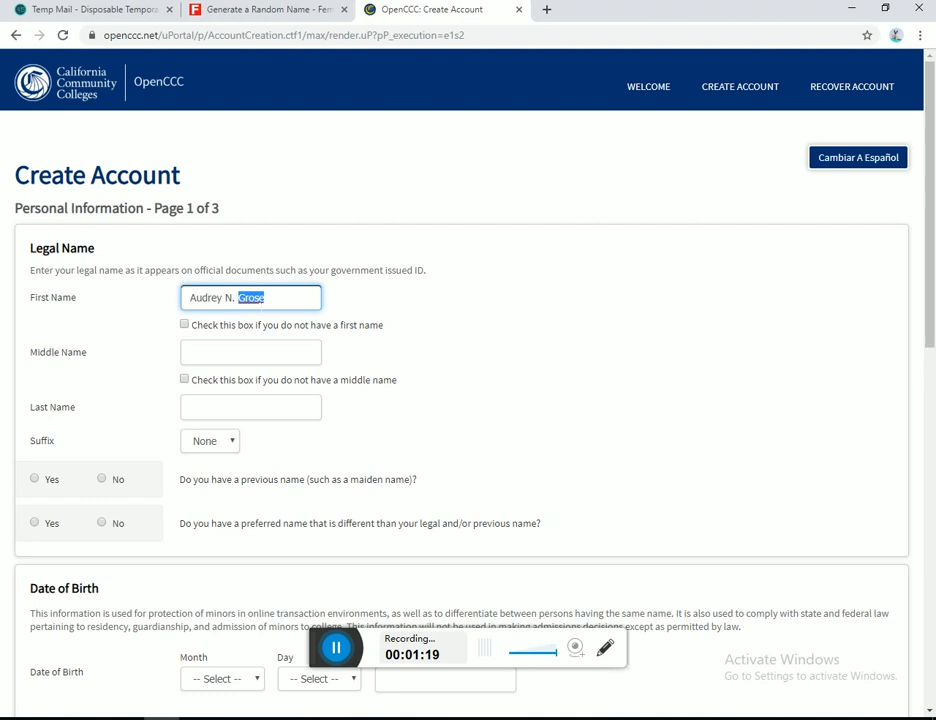 Temp Mail - Disposable Tempora
Generate a Random Name - Fem
OpenCCC: Create Account
openccc.net/uPortal/p/AccountCreation.ctf1/max/render.uP?pP_execution=e1s2
California
Community
Colleges
OpenCCC
WELCOME
CREATE ACCOUNT
RECOVER ACCOUNT
Cambiar A Español
Create Account
Personal Information - Page 1 of 3
Legal Name
Enter your legal name as it appears on official documents such as your government issued ID.
First Name
Audrey N. Grose
Check this box if you do not have a first name
Middle Name
Check this box if you do not have a middle name
Last Name
Suffix
None
Yes No Do you have a previous name (such as a maiden name)?
Yes No Do you have a preferred name that is different than your legal and/or previous name?
Date of Birth
This information is used for protection of minors in online transaction environments, as well as to differentiate between persons having the same name. It is also used to comply with state and federal law
pertaining to residency, guardianship, and admission of minors to college. This information will not be used in making admissions decisions except as permitted by law.
Recording...
00:01:19
Month
Day
Date of Birth
-- Select --
-- Select --
Activate Windows
Go to Settings to activate Windows.